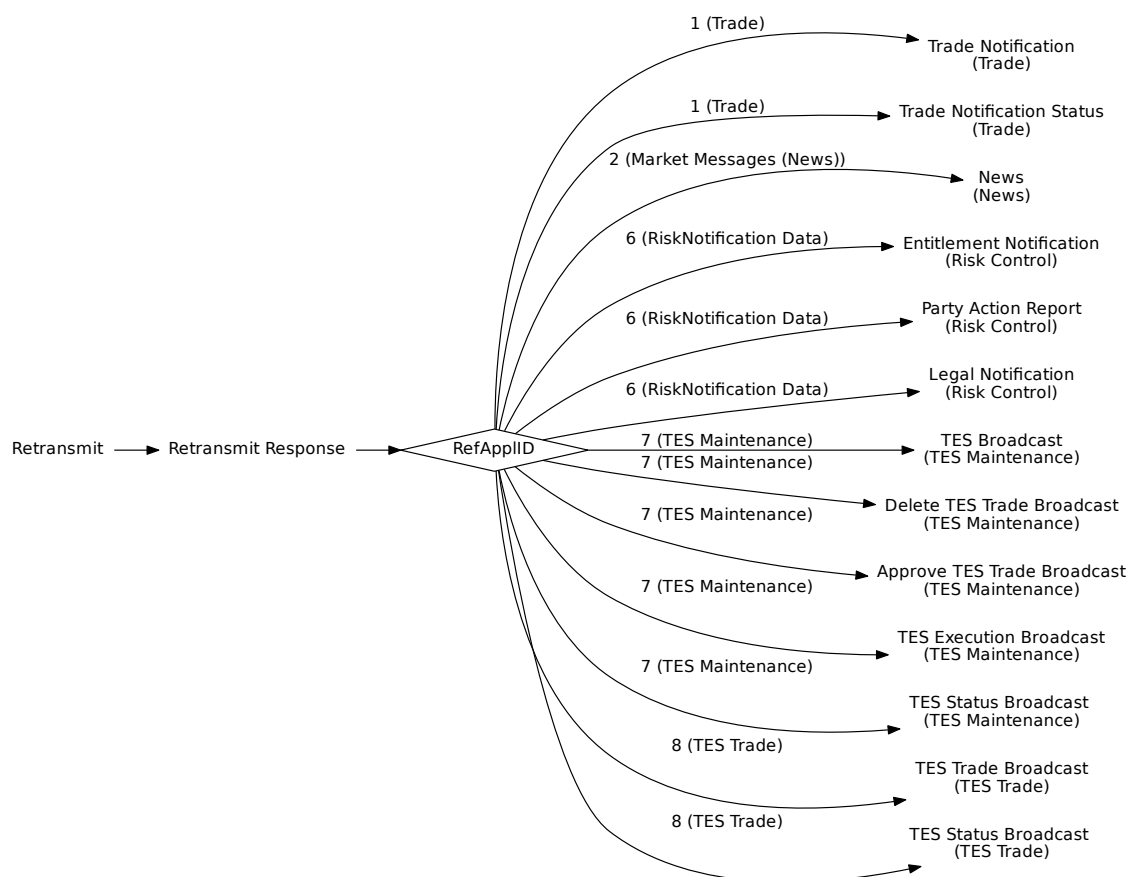 1 (Trade)
Trade Notification
(Trade)
1 (Trade)
Trade Notification Status
(Trade)
2 (Market Messages (News))
News
(News)
6 (RiskNotification Data)
Entitlement Notification
(Risk Control)
6 (RiskNotification Data)
Party Action Report
(Risk Control)
6 (RiskNotification Data)
Legal Notification
(Risk Control)
Retransmit
Retransmit Response
RefApplID
7 (TES Maintenance)
TES Broadcast
(TES Maintenance)
7 (TES Maintenance)
Delete TES Trade Broadcast
(TES Maintenance)
7 (TES Maintenance)
Approve TES Trade Broadcast
(TES Maintenance)
7 (TES Maintenance)
TES Execution Broadcast
(TES Maintenance)
7 (TES Maintenance)
TES Status Broadcast
(TES Maintenance)
8 (TES Trade)
TES Trade Broadcast
(TES Trade)
8 (TES Trade)
TES Status Broadcast
(TES Trade)